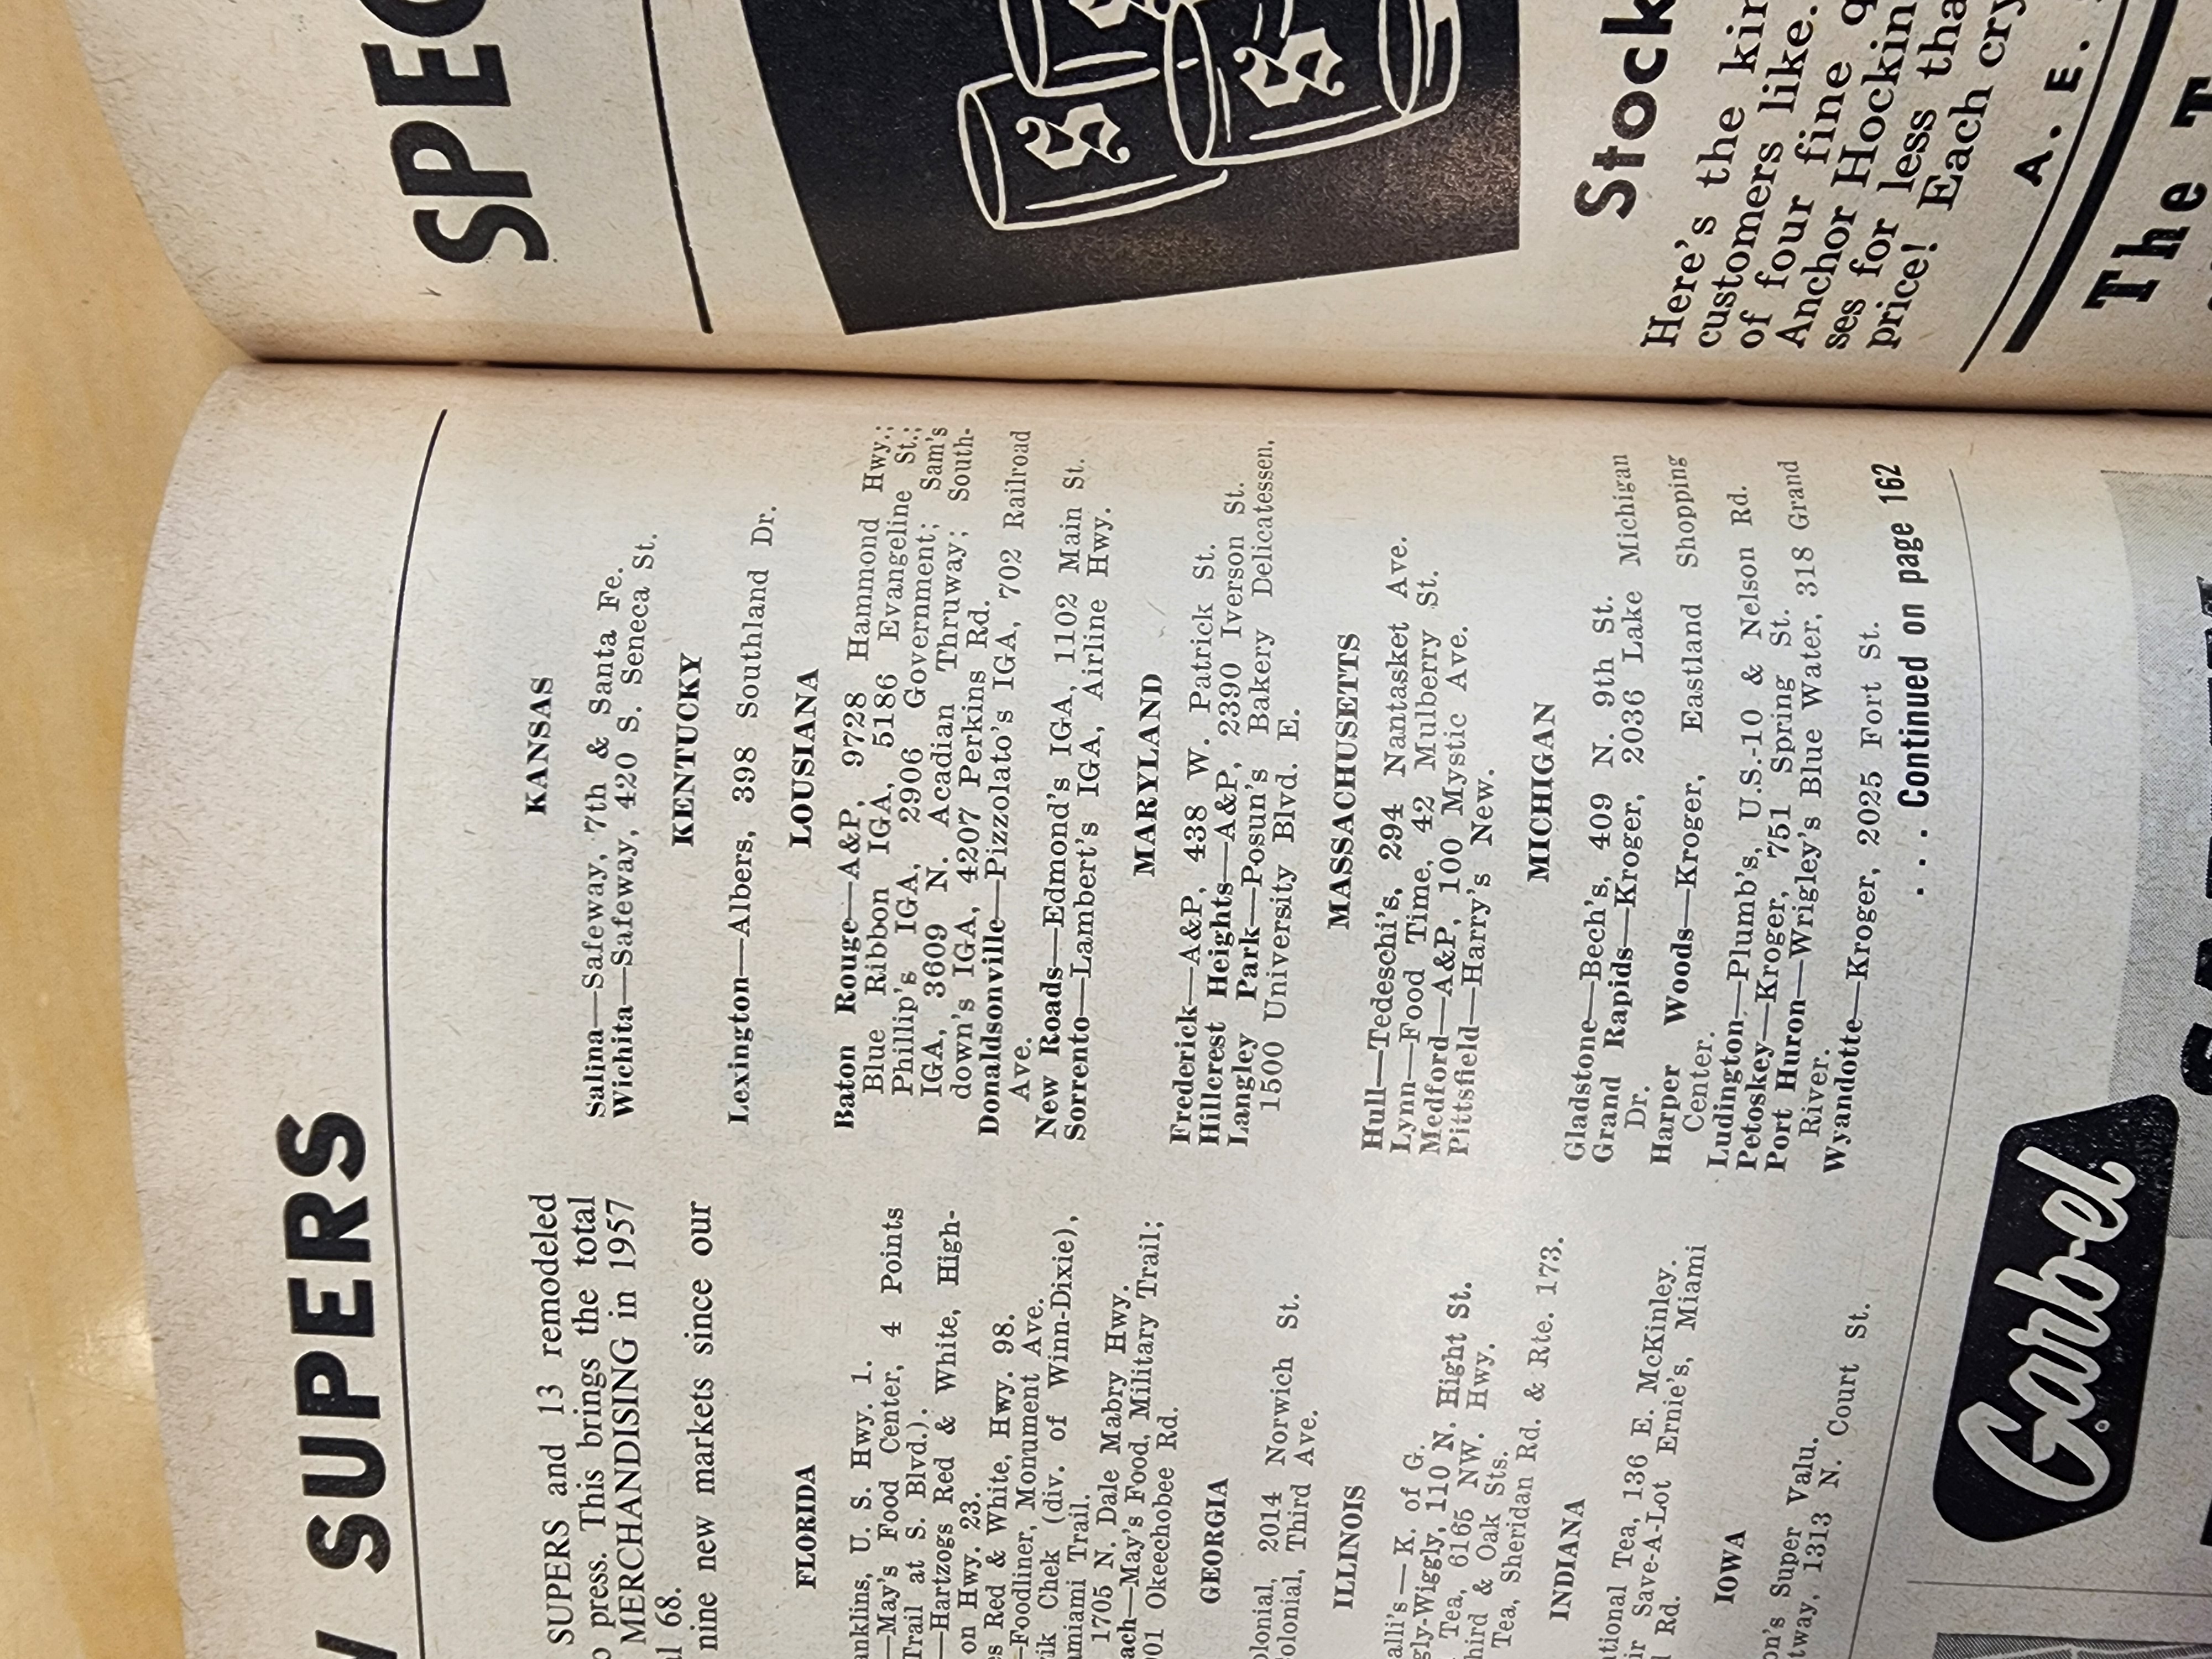 SUPERS
SUPERS and 13 remodeled
press. This brings the total
MERCHANDISING in 1957
68.
nine new markets since our
FLORIDA
U. S. Hwy. 1.
—May's Food Center, 4 Points
Trail at S. Blvd.).
—Hartzogs Red & White, High-
on Hwy. 23.
Red & White, Hwy. 98.
—Foodliner, Monument Ave.
Chek (div. of Winn-Dixie),
Trail.
1705 N. Dale Mabry Hwy.
—May's Food, Military Trail;
Okeechobee Rd.
GEORGIA
2014 Norwich St.
Third Ave.
ILLINOIS
—K. of G.
110 N. Hight St.
Tea, 6165 NW. Hwy.
& Oak Sts.
Tea, Sheridan Rd. & Rte. 173.
INDIANA
Tea, 136 E. McKinley.
Save-A-Lot Ernie's, Miami
Rd.
IOWA
Super Valu.
1313 N. Court St.
KANSAS
Salina—Safeway, 7th & Santa Fe.
Wichita—Safeway, 420 S. Seneca St.
KENTUCKY
Lexington—Albers, 398 Southland Dr.
LOUSIANA
Baton Rouge—A&P, 9728 Hammond Hwy.;
Blue Ribbon IGA, 5186 Evangeline St.;
Phillip's IGA, 2906 Government; Sam's
IGA, 3609 N. Acadian Thruway; South-
down's IGA, 4207 Perkins Rd.
Donaldsonville—Pizzolato's IGA, 702 Railroad
Ave.
New Roads—Edmond's IGA, 1102 Main St.
Sorrento—Lambert's IGA, Airline Hwy.
MARYLAND
Frederick—A&P, 438 W. Patrick St.
Hillcrest Heights—A&P, 2390 Iverson St.
Langley Park—Posun's Bakery Delicatessen,
1500 University Blvd. E.
MASSACHUSETTS
Hull—Tedeschi's, 294 Nantasket Ave.
Lynn—Food Time, 42 Mulberry St.
Medford—A&P, 100 Mystic Ave.
Pittsfield—Harry's New.
MICHIGAN
Gladstone—Bech's, 409 N. 9th St.
Grand Rapids—Kroger, 2036 Lake Michigan
Dr.
Harper Woods—Kroger, Eastland Shopping
Center.
Ludington—Plumb's, U.S.-10 & Nelson Rd.
Petoskey—Kroger, 751 Spring St.
Port Huron—Wrigley's Blue Water, 318 Grand
River.
Wyandotte—Kroger, 2025 Fort St.
. . . Continued on page 162
Garb-el
Stock
Here's the
customers like.
of four fine
Anchor
ses for less
price! Each
A. E.
The